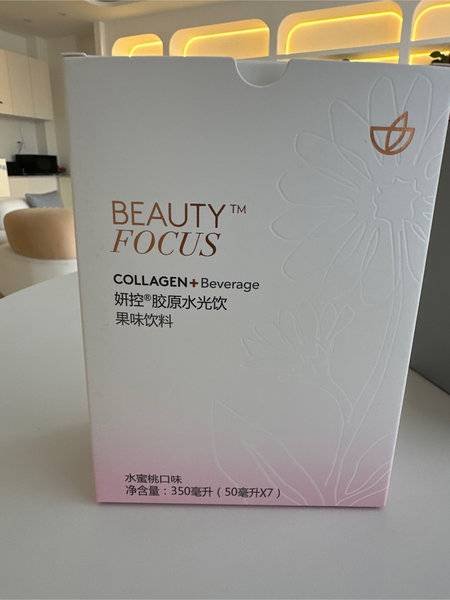 BEAUTY™
FOCUS
COLLAGEN+Beverage
妍控®胶原水光饮
果味饮料
水蜜桃口味
净含量：350毫升（50毫升X7）